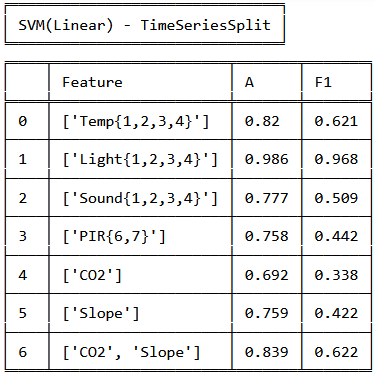 SVM(Linear) - TimeSeriesSplit
Feature A F1
0 ['Temp{1,2,3,4}'] 0.82 0.621
1 ['Light{1,2,3,4}'] 0.986 0.968
2 ['Sound{1,2,3,4}'] 0.777 0.509
3 ['PIR{6,7}'] 0.758 0.442
4 ['CO2'] 0.692 0.338
5 ['Slope'] 0.759 0.422
6 ['CO2', 'Slope'] 0.839 0.622